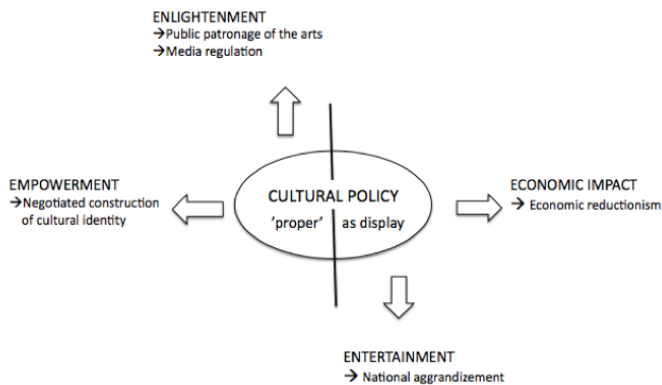 ENLIGHTENMENT
→Public patronage of the arts
→Media regulation
EMPOWERMENT
→Negotiated construction
of cultural identity
CULTURAL POLICY
'proper' as display
ECONOMIC IMPACT
→ Economic reductionism
ENTERTAINMENT
→ National aggrandizement